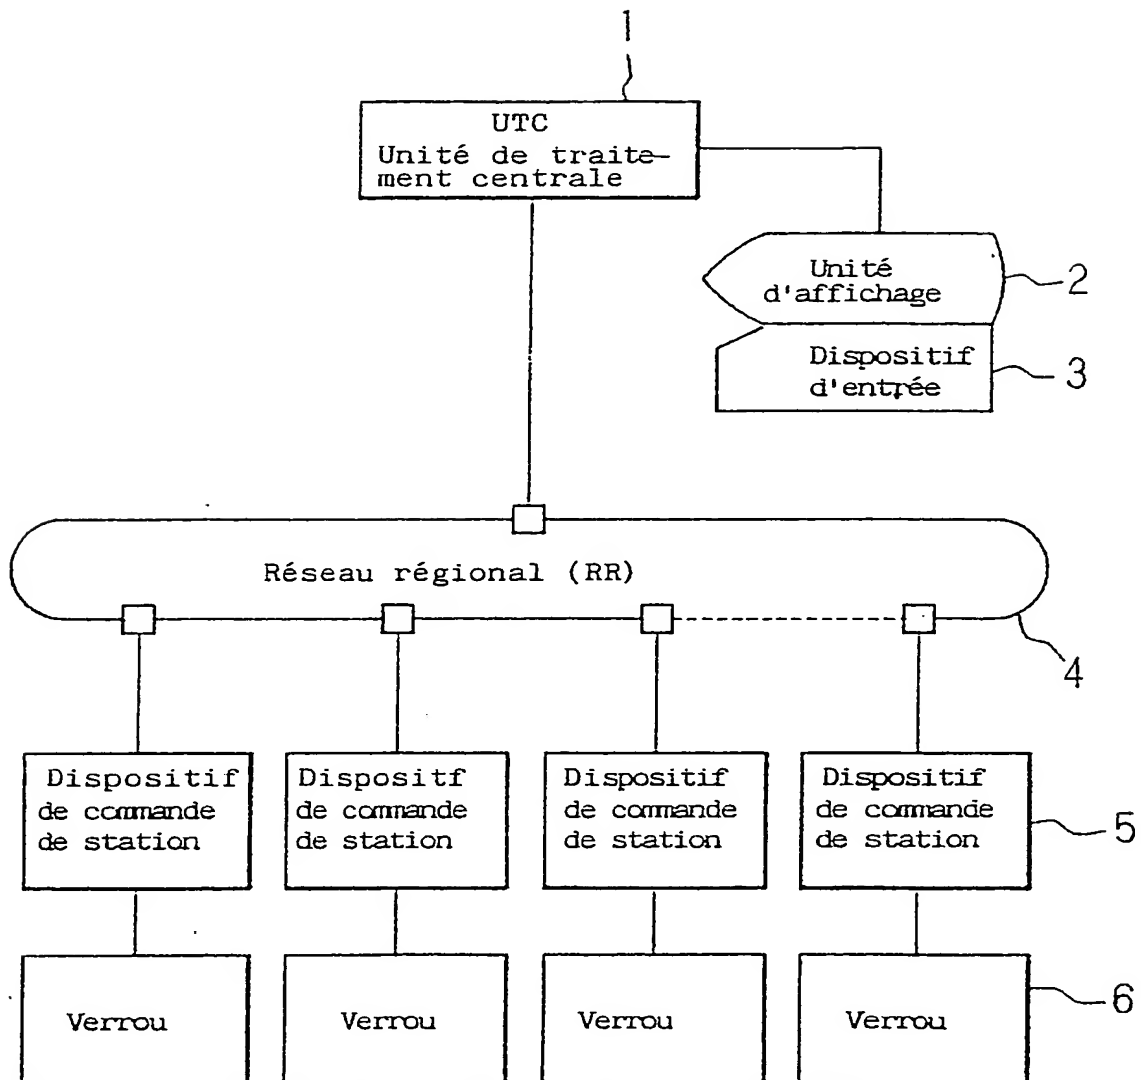 1
UTC
Unité de traite-
ment centrale
Unité
d'affichage
2
Dispositif
d'entrée
3
Réseau régional (RR)
4
Dispositif
de commande
de station
Dispositf
de commande
de station
Dispositif
de commande
de station
Dispositif
de commande
de station
5
Verrou
Verrou
Verrou
Verrou
6